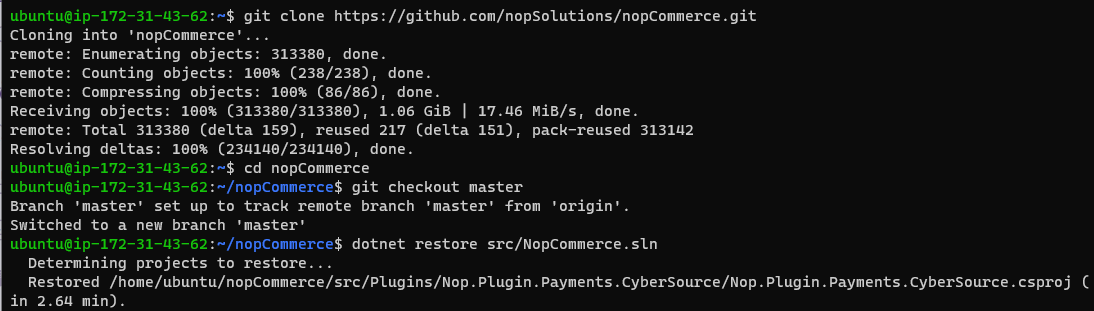 ubuntu@ip-172-31-43-62:~$ git clone https://github.com/nopSolutions/nopCommerce.git
Cloning into 'nopCommerce'...
remote: Enumerating objects: 313380, done.
remote: Counting objects: 100% (238/238), done.
remote: Compressing objects: 100% (86/86), done.
Receiving objects: 100% (313380/313380), 1.06 GiB | 17.46 MiB/s, done.
remote: Total 313380 (delta 159), reused 217 (delta 151), pack-reused 313142
Resolving deltas: 100% (234140/234140), done.
ubuntu@ip-172-31-43-62:~$ cd nopCommerce
ubuntu@ip-172-31-43-62:~/nopCommerce$ git checkout master
Branch 'master' set up to track remote branch 'master' from 'origin'.
Switched to a new branch 'master'
ubuntu@ip-172-31-43-62:~/nopCommerce$ dotnet restore src/NopCommerce.sln
  Determining projects to restore...
  Restored /home/ubuntu/nopCommerce/src/Plugins/Nop.Plugin.Payments.CyberSource/Nop.Plugin.Payments.CyberSource.csproj (
in 2.64 min).